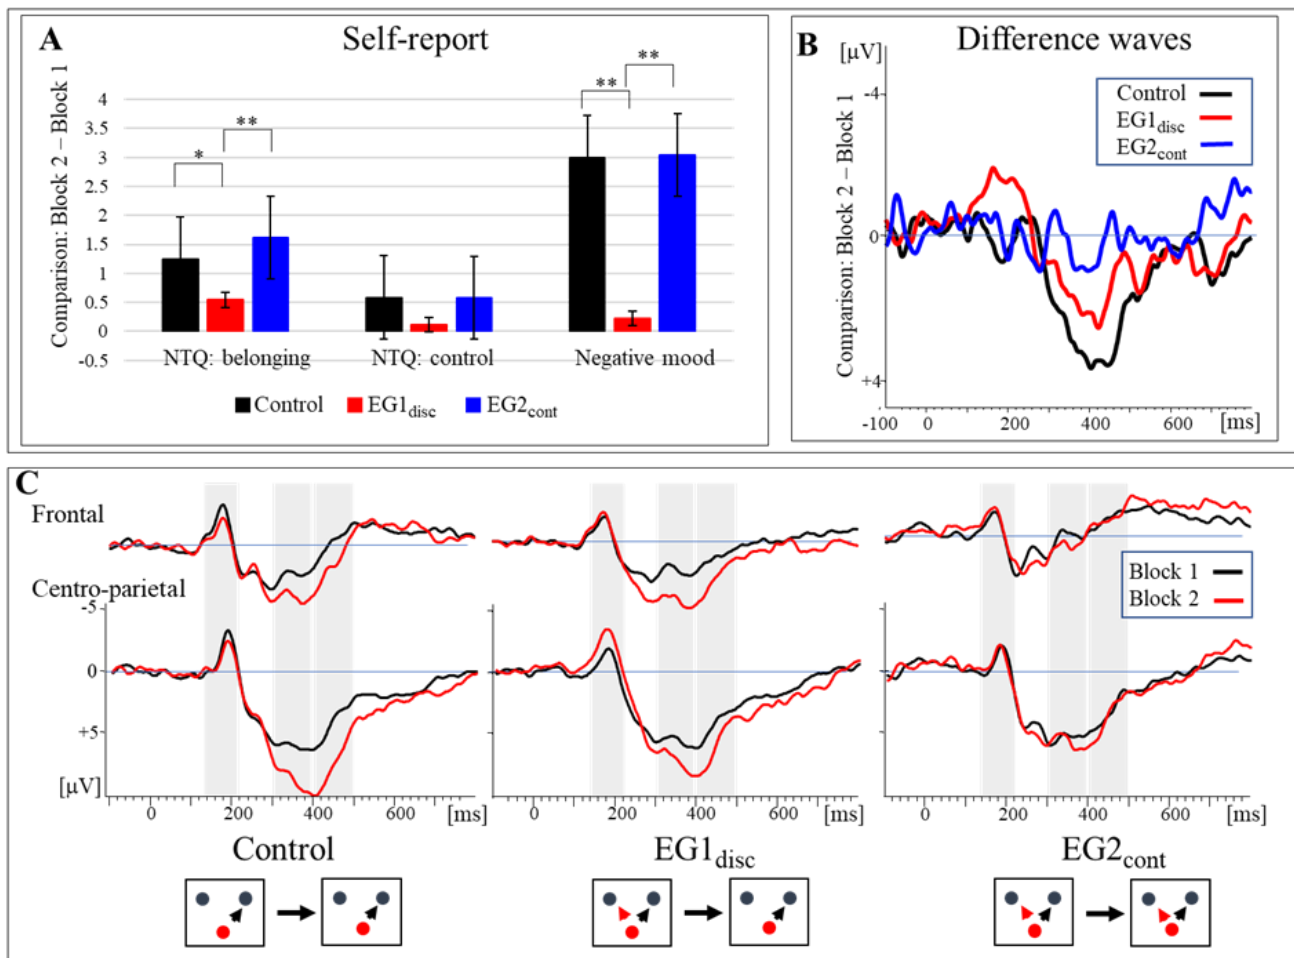 A
Self-report
Comparison: Block 2 – Block 1
4
3.5
3
2.5
2
1.5
1
0.5
0
-0.5
*
**
**
**
NTQ: belonging
NTQ: control
Negative mood
Control
EG1disc
EG2cont
B
Difference waves
[µV]
Comparison: Block 2 – Block 1
-4
0
+4
Control
EG1disc
EG2cont
-100 0 200 400 600 [ms]
C
Frontal
Centro-parietal
-5
0
+5
[µV]
Block 1
Block 2
0 200 400 600 [ms]
0 200 400 600 [ms]
0 200 400 600 [ms]
Control
EG1disc
EG2cont